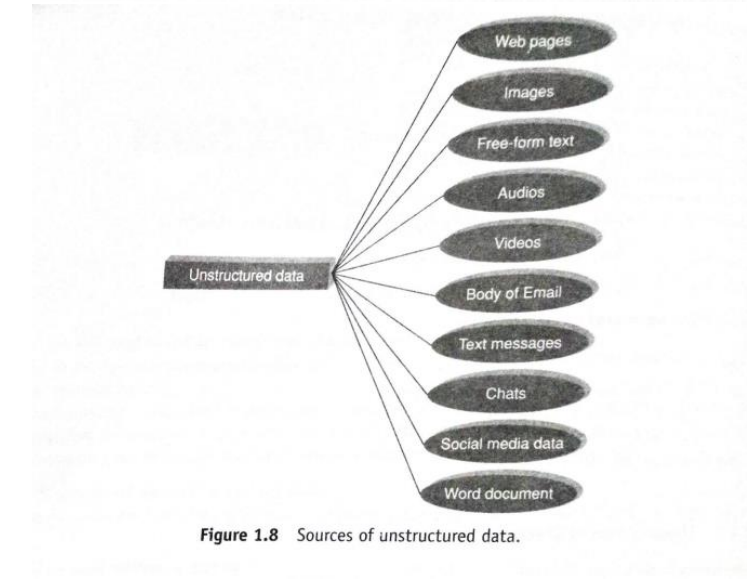 Web pages
Images
Free-form text
Audios
Videos
Unstructured data
Body of Email
Text messages
Chats
Social media data
Word document
Figure 1.8 Sources of unstructured data.